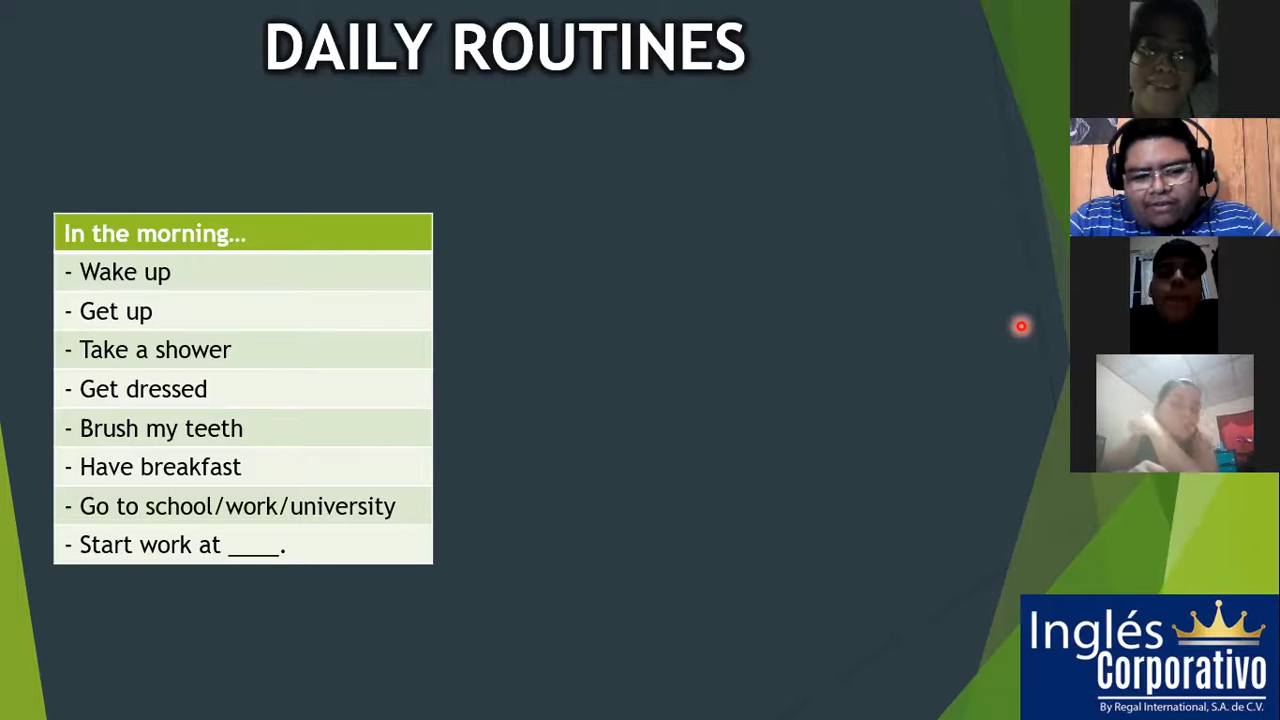 DAILY ROUTINES
In the morning…
- Wake up
- Get up
- Take a shower
- Get dressed
- Brush my teeth
- Have breakfast
- Go to school/work/university
- Start work at ____.
Inglés
Corporativo
By Regal International, S.A. de C.V.